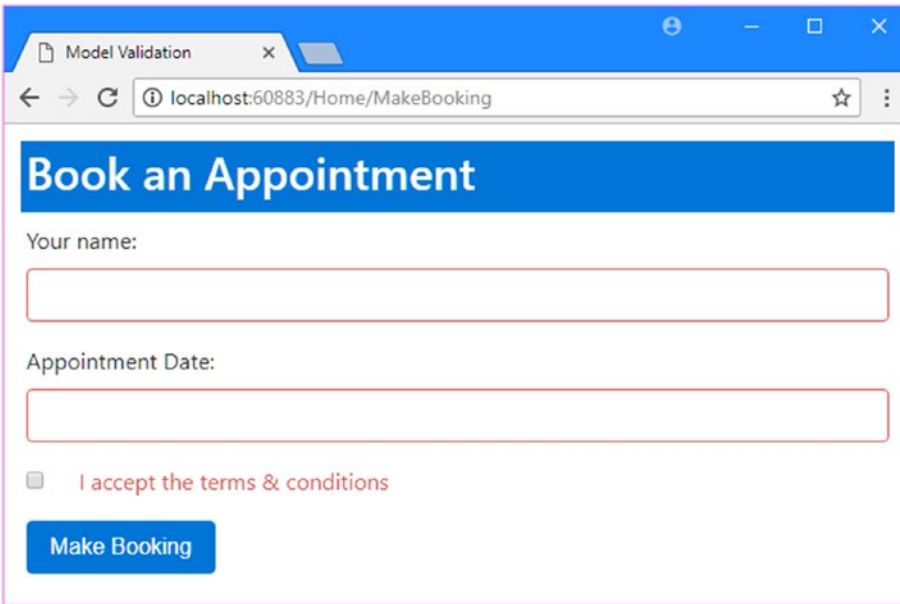 Model Validation
localhost:60883/Home/MakeBooking
Book an Appointment
Your name:
Appointment Date:
I accept the terms & conditions
Make Booking